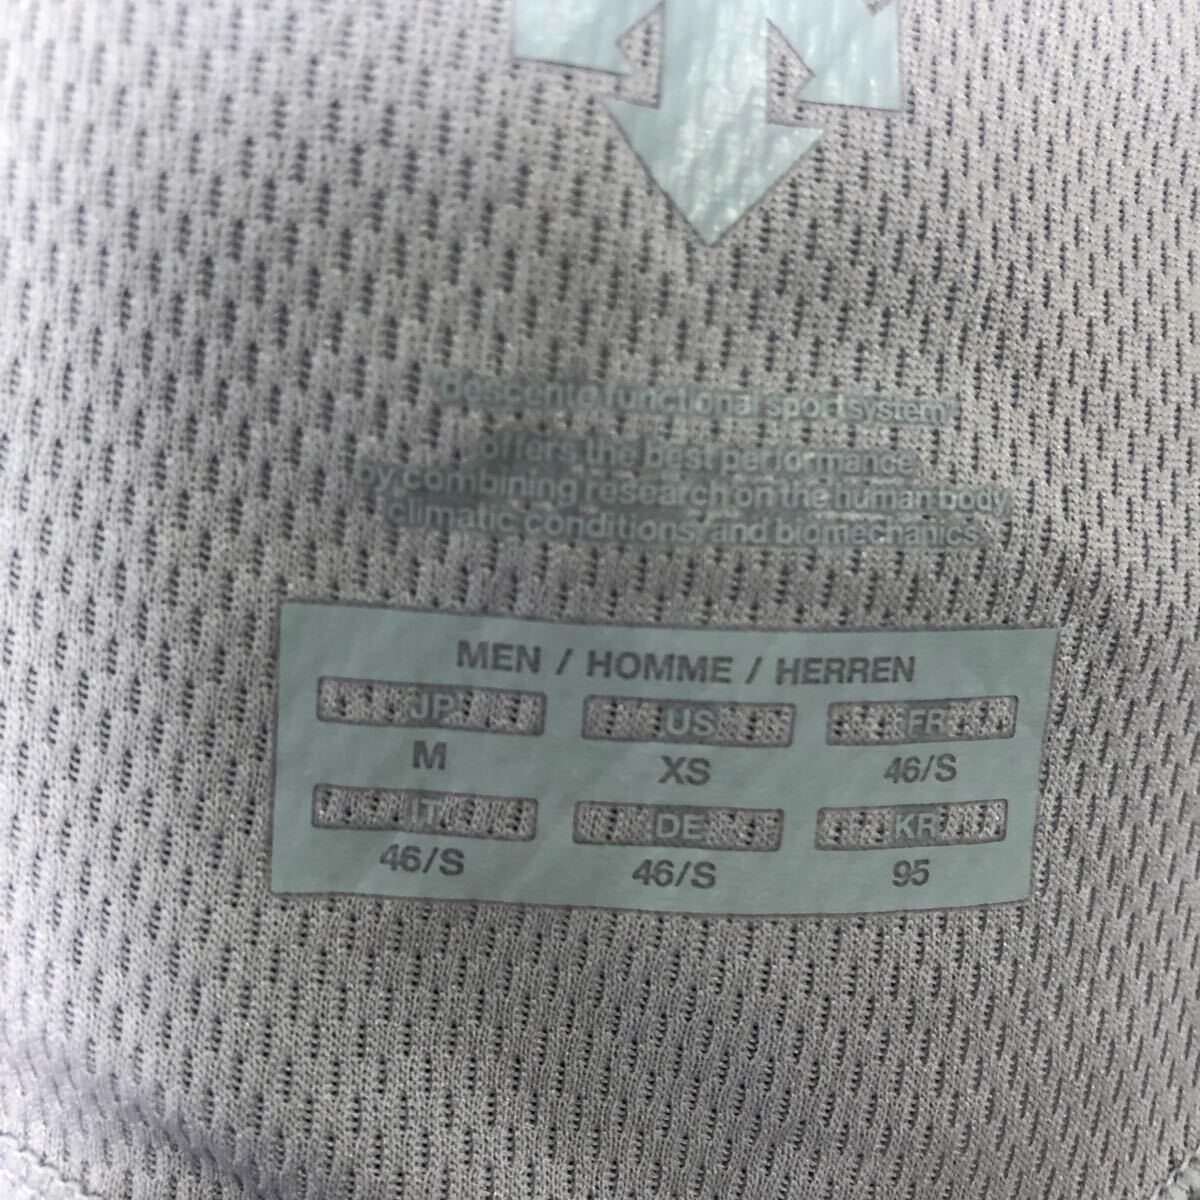 "descente functional sport system"
offers the best performance
by combining research on the human body
climatic conditions, and biomechanics.
MEN / HOMME / HERREN
JP US FR
M XS 46/S
IT DE KR
46/S 46/S 95